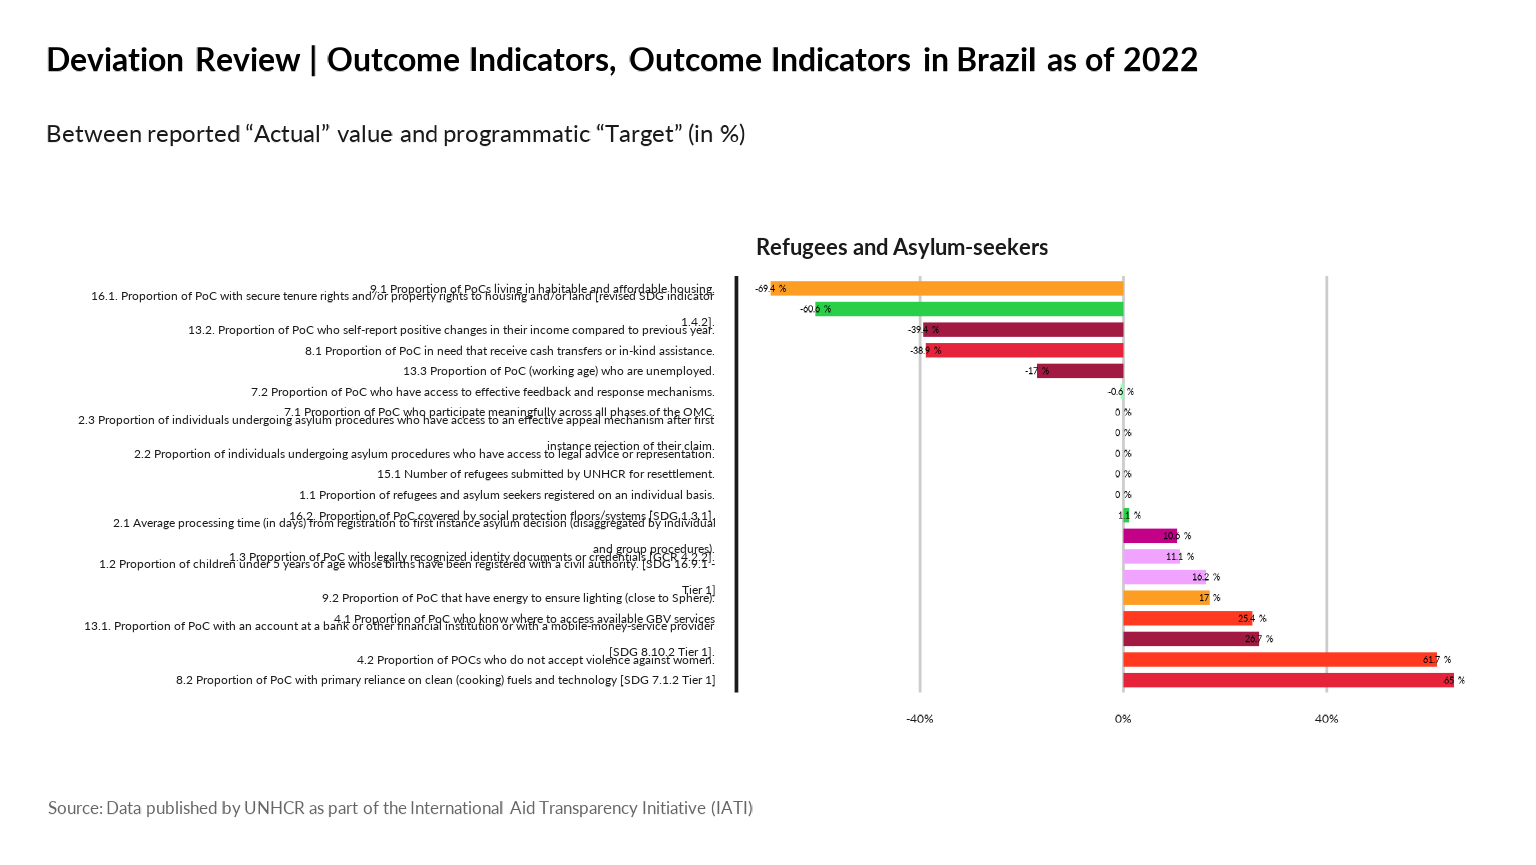 Deviation Review | Outcome Indicators, Outcome Indicators in Brazil as of 2022
Between reported “Actual” value and programmatic “Target” (in %)
Refugees and Asylum-seekers
9.1 Proportion of PoCs living in habitable and affordable housing.
-69.4 %
16.1. Proportion of PoC with secure tenure rights and/or property rights to housing and/or land [revised SDG indicator
1.4.2].
-60.6 %
13.2. Proportion of PoC who self-report positive changes in their income compared to previous year.
-39.4 %
8.1 Proportion of PoC in need that receive cash transfers or in-kind assistance.
-38.9 %
13.3 Proportion of PoC (working age) who are unemployed.
-17 %
7.2 Proportion of PoC who have access to effective feedback and response mechanisms.
-0.6 %
7.1 Proportion of PoC who participate meaningfully across all phases of the OMC.
0 %
2.3 Proportion of individuals undergoing asylum procedures who have access to an effective appeal mechanism after first
instance rejection of their claim.
0 %
2.2 Proportion of individuals undergoing asylum procedures who have access to legal advice or representation.
0 %
15.1 Number of refugees submitted by UNHCR for resettlement.
0 %
1.1 Proportion of refugees and asylum seekers registered on an individual basis.
0 %
16.2. Proportion of PoC covered by social protection floors/systems [SDG 1.3.1].
1.1 %
2.1 Average processing time (in days) from registration to first instance asylum decision (disaggregated by individual
and group procedures).
10.6 %
1.3 Proportion of PoC with legally recognized identity documents or credentials [GCR 4.2.2].
11.1 %
1.2 Proportion of children under 5 years of age whose births have been registered with a civil authority. [SDG 16.9.1 -
Tier 1]
16.2 %
9.2 Proportion of PoC that have energy to ensure lighting (close to Sphere).
17 %
4.1 Proportion of PoC who know where to access available GBV services
25.4 %
13.1. Proportion of PoC with an account at a bank or other financial institution or with a mobile-money-service provider
[SDG 8.10.2 Tier 1].
26.7 %
4.2 Proportion of POCs who do not accept violence against women.
61.7 %
8.2 Proportion of PoC with primary reliance on clean (cooking) fuels and technology [SDG 7.1.2 Tier 1]
65 %
-40%
0%
40%
Source: Data published by UNHCR as part of the International Aid Transparency Initiative (IATI)